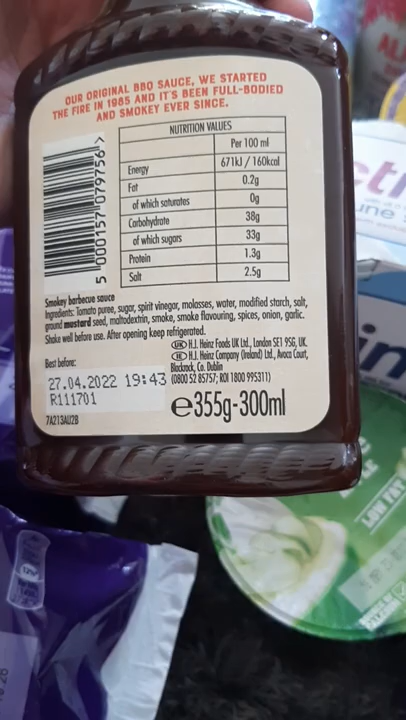 OUR ORIGINAL BBQ SAUCE, WE STARTED
THE FIRE IN 1985 AND IT'S BEEN FULL-BODIED
AND SMOKEY EVER SINCE.
NUTRITION VALUES
Per 100 ml
Energy 671kJ / 160kcal
Fat 0.2g
of which saturates 0g
Carbohydrate 38g
of which sugars 33g
Protein 1.3g
Salt 2.5g
5 000157 079756 >
Smokey barbecue sauce
Ingredients: Tomato puree, sugar, spirit vinegar, molasses, water, modified starch, salt,
ground mustard seed, maltodextrin, smoke, smoke flavouring, spices, onion, garlic.
Shake well before use. After opening keep refrigerated.
UK H.J. Heinz Foods UK Ltd., London SE1 9SG, UK.
IE H.J. Heinz Company (Ireland) Ltd., Avoca Court,
Blackrock, Co. Dublin
(0800 52 85757; ROI 1800 995311)
Best before:
27.04.2022 19:43
R111701
7A213AU2B
e355g-300ml
LOW FAT